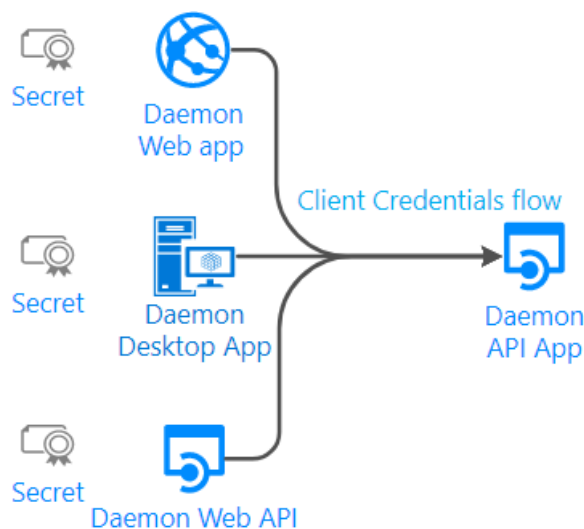 Secret
Daemon
Web app
Client Credentials flow
Secret
Daemon
Desktop App
Daemon
API App
Secret
Daemon Web API